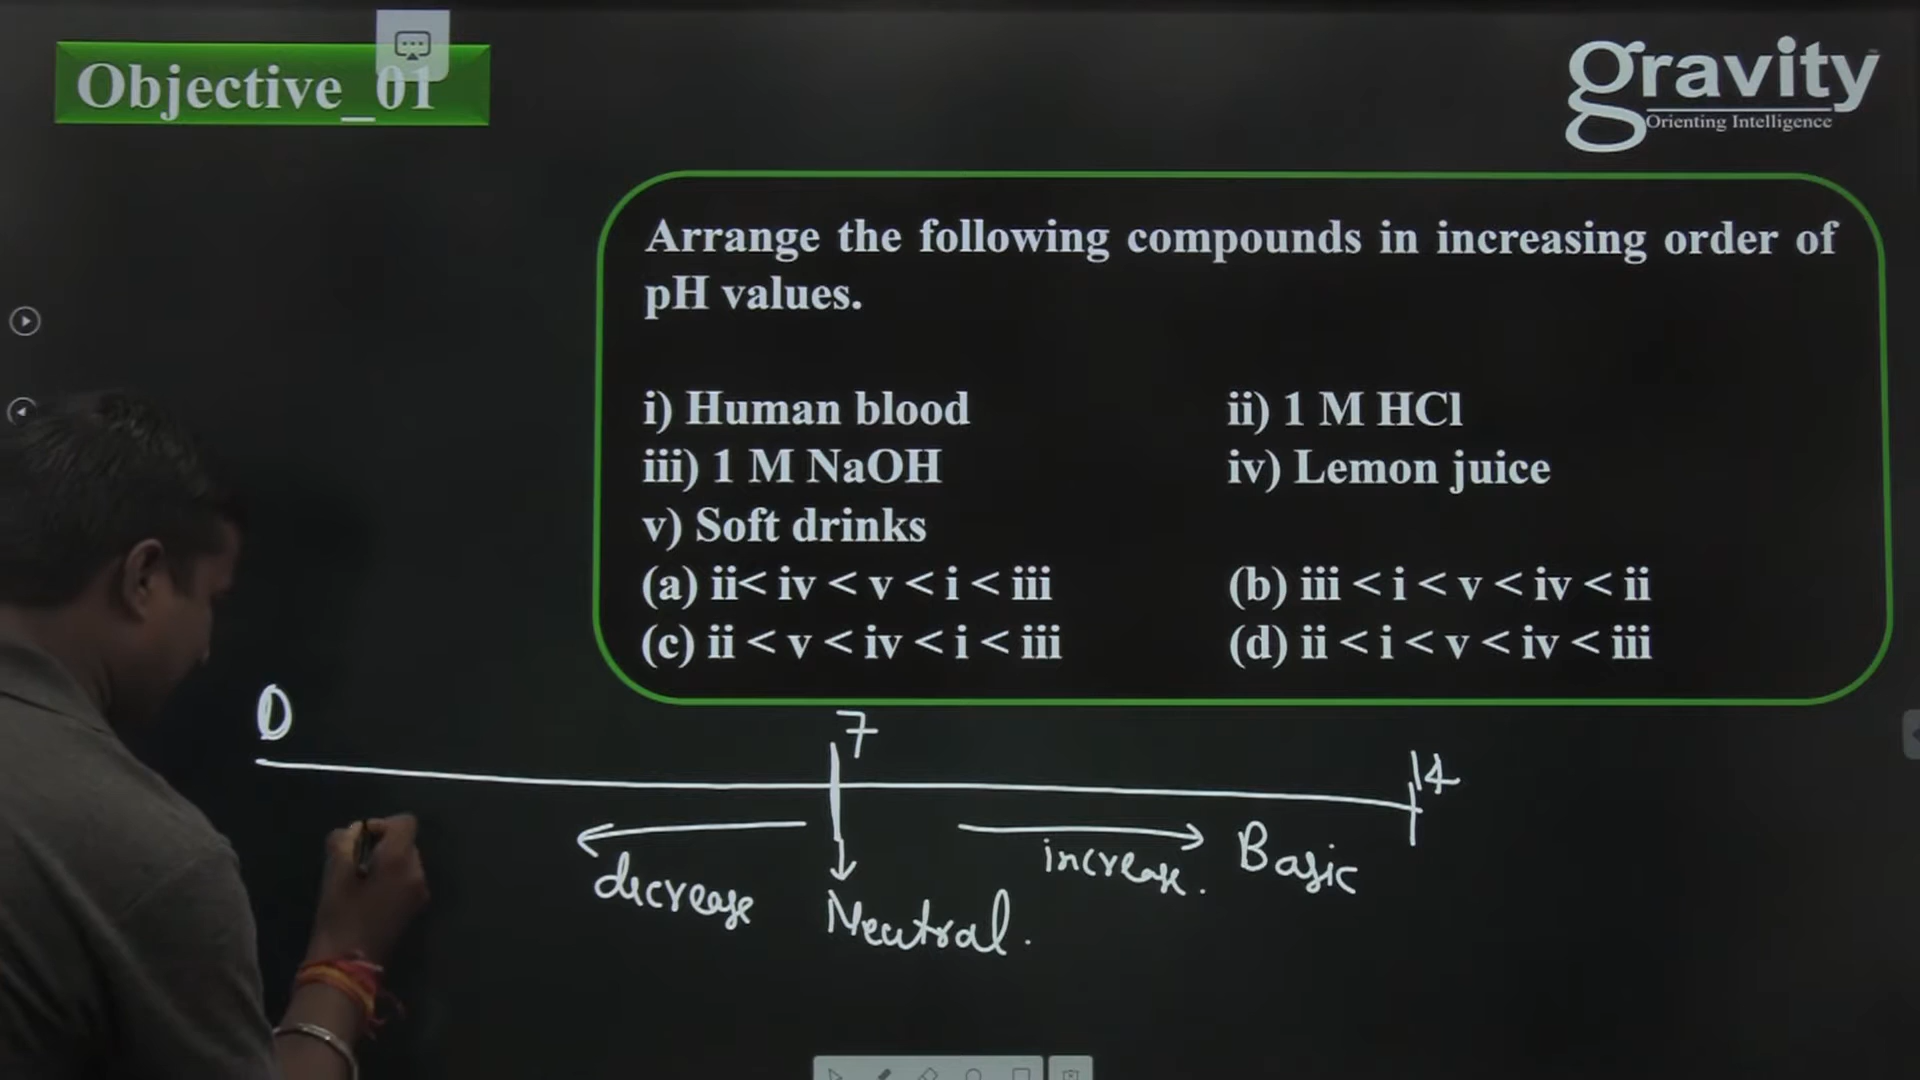 Objective_01
gravity
Orienting Intelligence
Arrange the following compounds in increasing order of
pH values.
i) Human blood
ii) 1 M HCl
iii) 1 M NaOH
iv) Lemon juice
v) Soft drinks
(a) ii< iv < v < i < iii
(b) iii < i < v < iv < ii
(c) ii < v < iv < i < iii
(d) ii < i < v < iv < iii
0
7
14
decrease
Neutral.
increase.
Basic